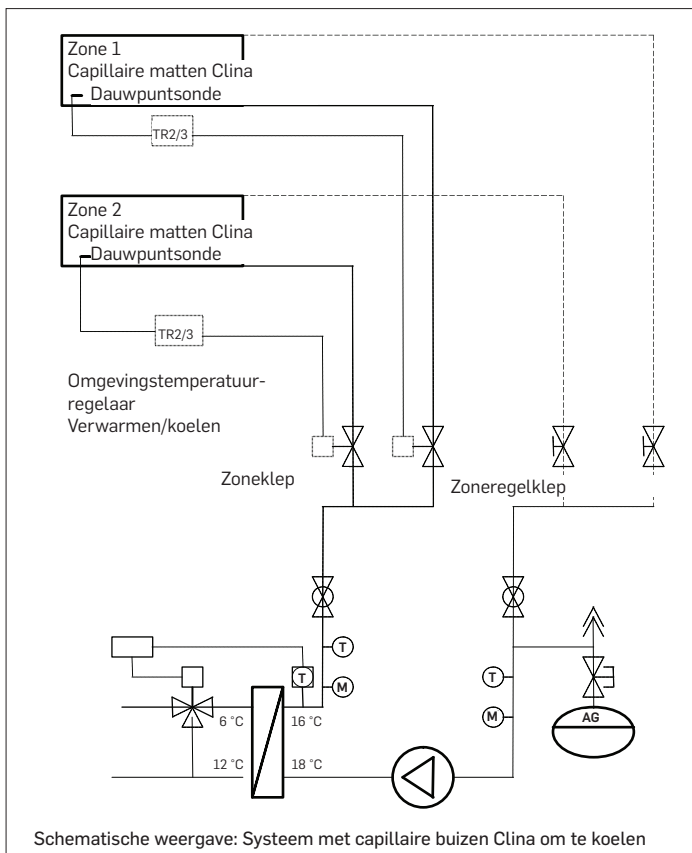 Zone 1
Capillaire matten Clina
Dauwpuntsonde
TR2/3
Zone 2
Capillaire matten Clina
Dauwpuntsonde
TR2/3
Omgevingstemperatuur-
regelaar
Verwarmen/koelen
Zoneklep
Zoneregelklep
T
T
T
M
M
AG
6 °C
16 °C
12 °C
18 °C
Schematische weergave: Systeem met capillaire buizen Clina om te koelen